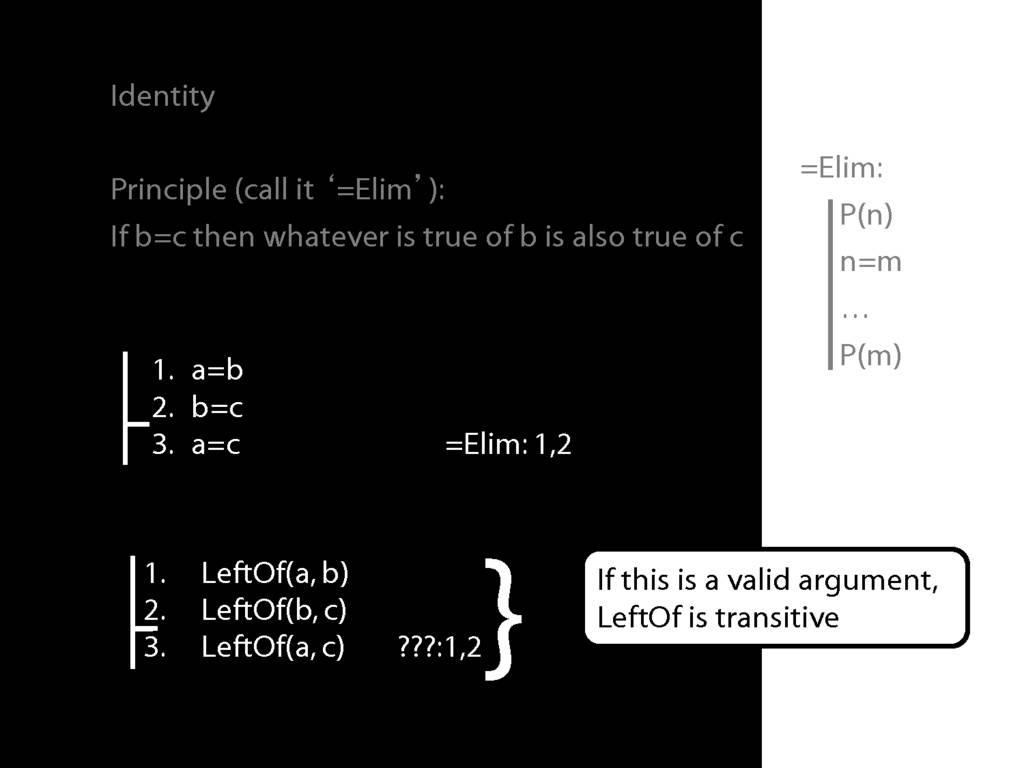 Identity
Principle (call it ‘=Elim’):
If b=c then whatever is true of b is also true of c
=Elim:
P(n)
n=m
…
P(m)
1. a=b
2. b=c
3. a=c =Elim: 1,2
1. LeftOf(a, b)
2. LeftOf(b, c)
3. LeftOf(a, c) ???:1,2
}
If this is a valid argument,
LeftOf is transitive